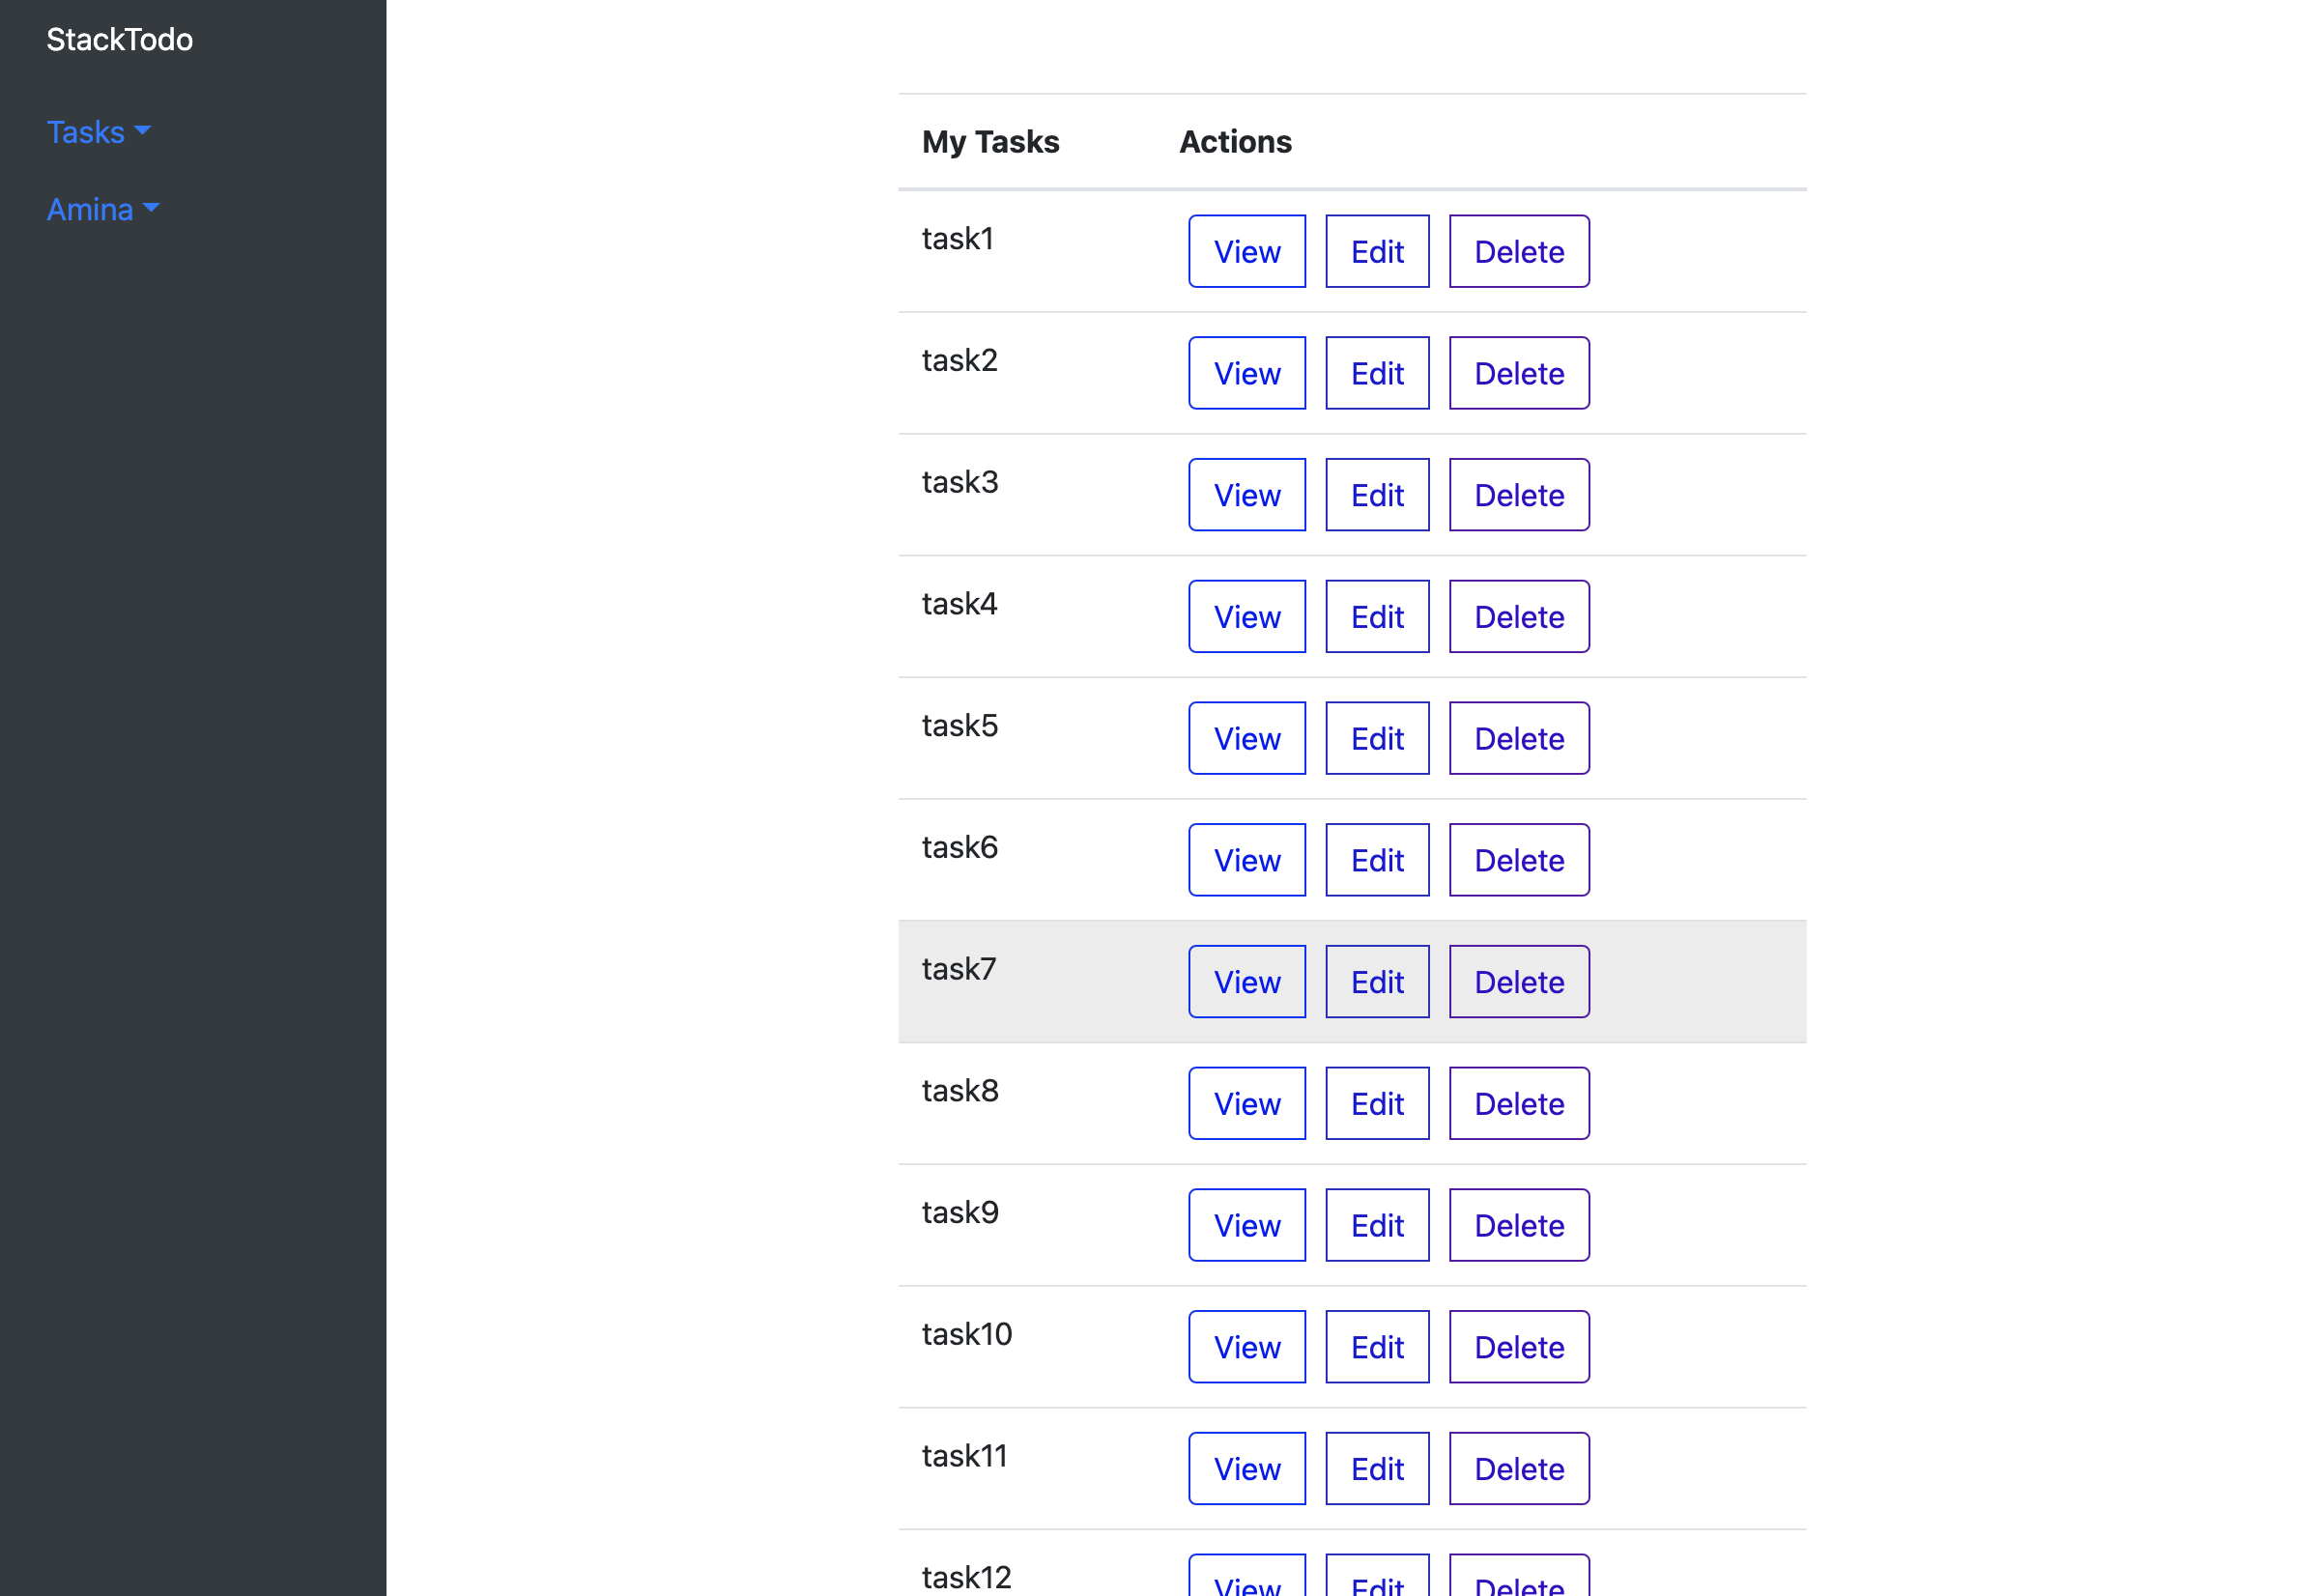 StackTodo
Tasks
Amina
My Tasks Actions
task1 View Edit Delete
task2 View Edit Delete
task3 View Edit Delete
task4 View Edit Delete
task5 View Edit Delete
task6 View Edit Delete
task7 View Edit Delete
task8 View Edit Delete
task9 View Edit Delete
task10 View Edit Delete
task11 View Edit Delete
task12 View Edit Delete